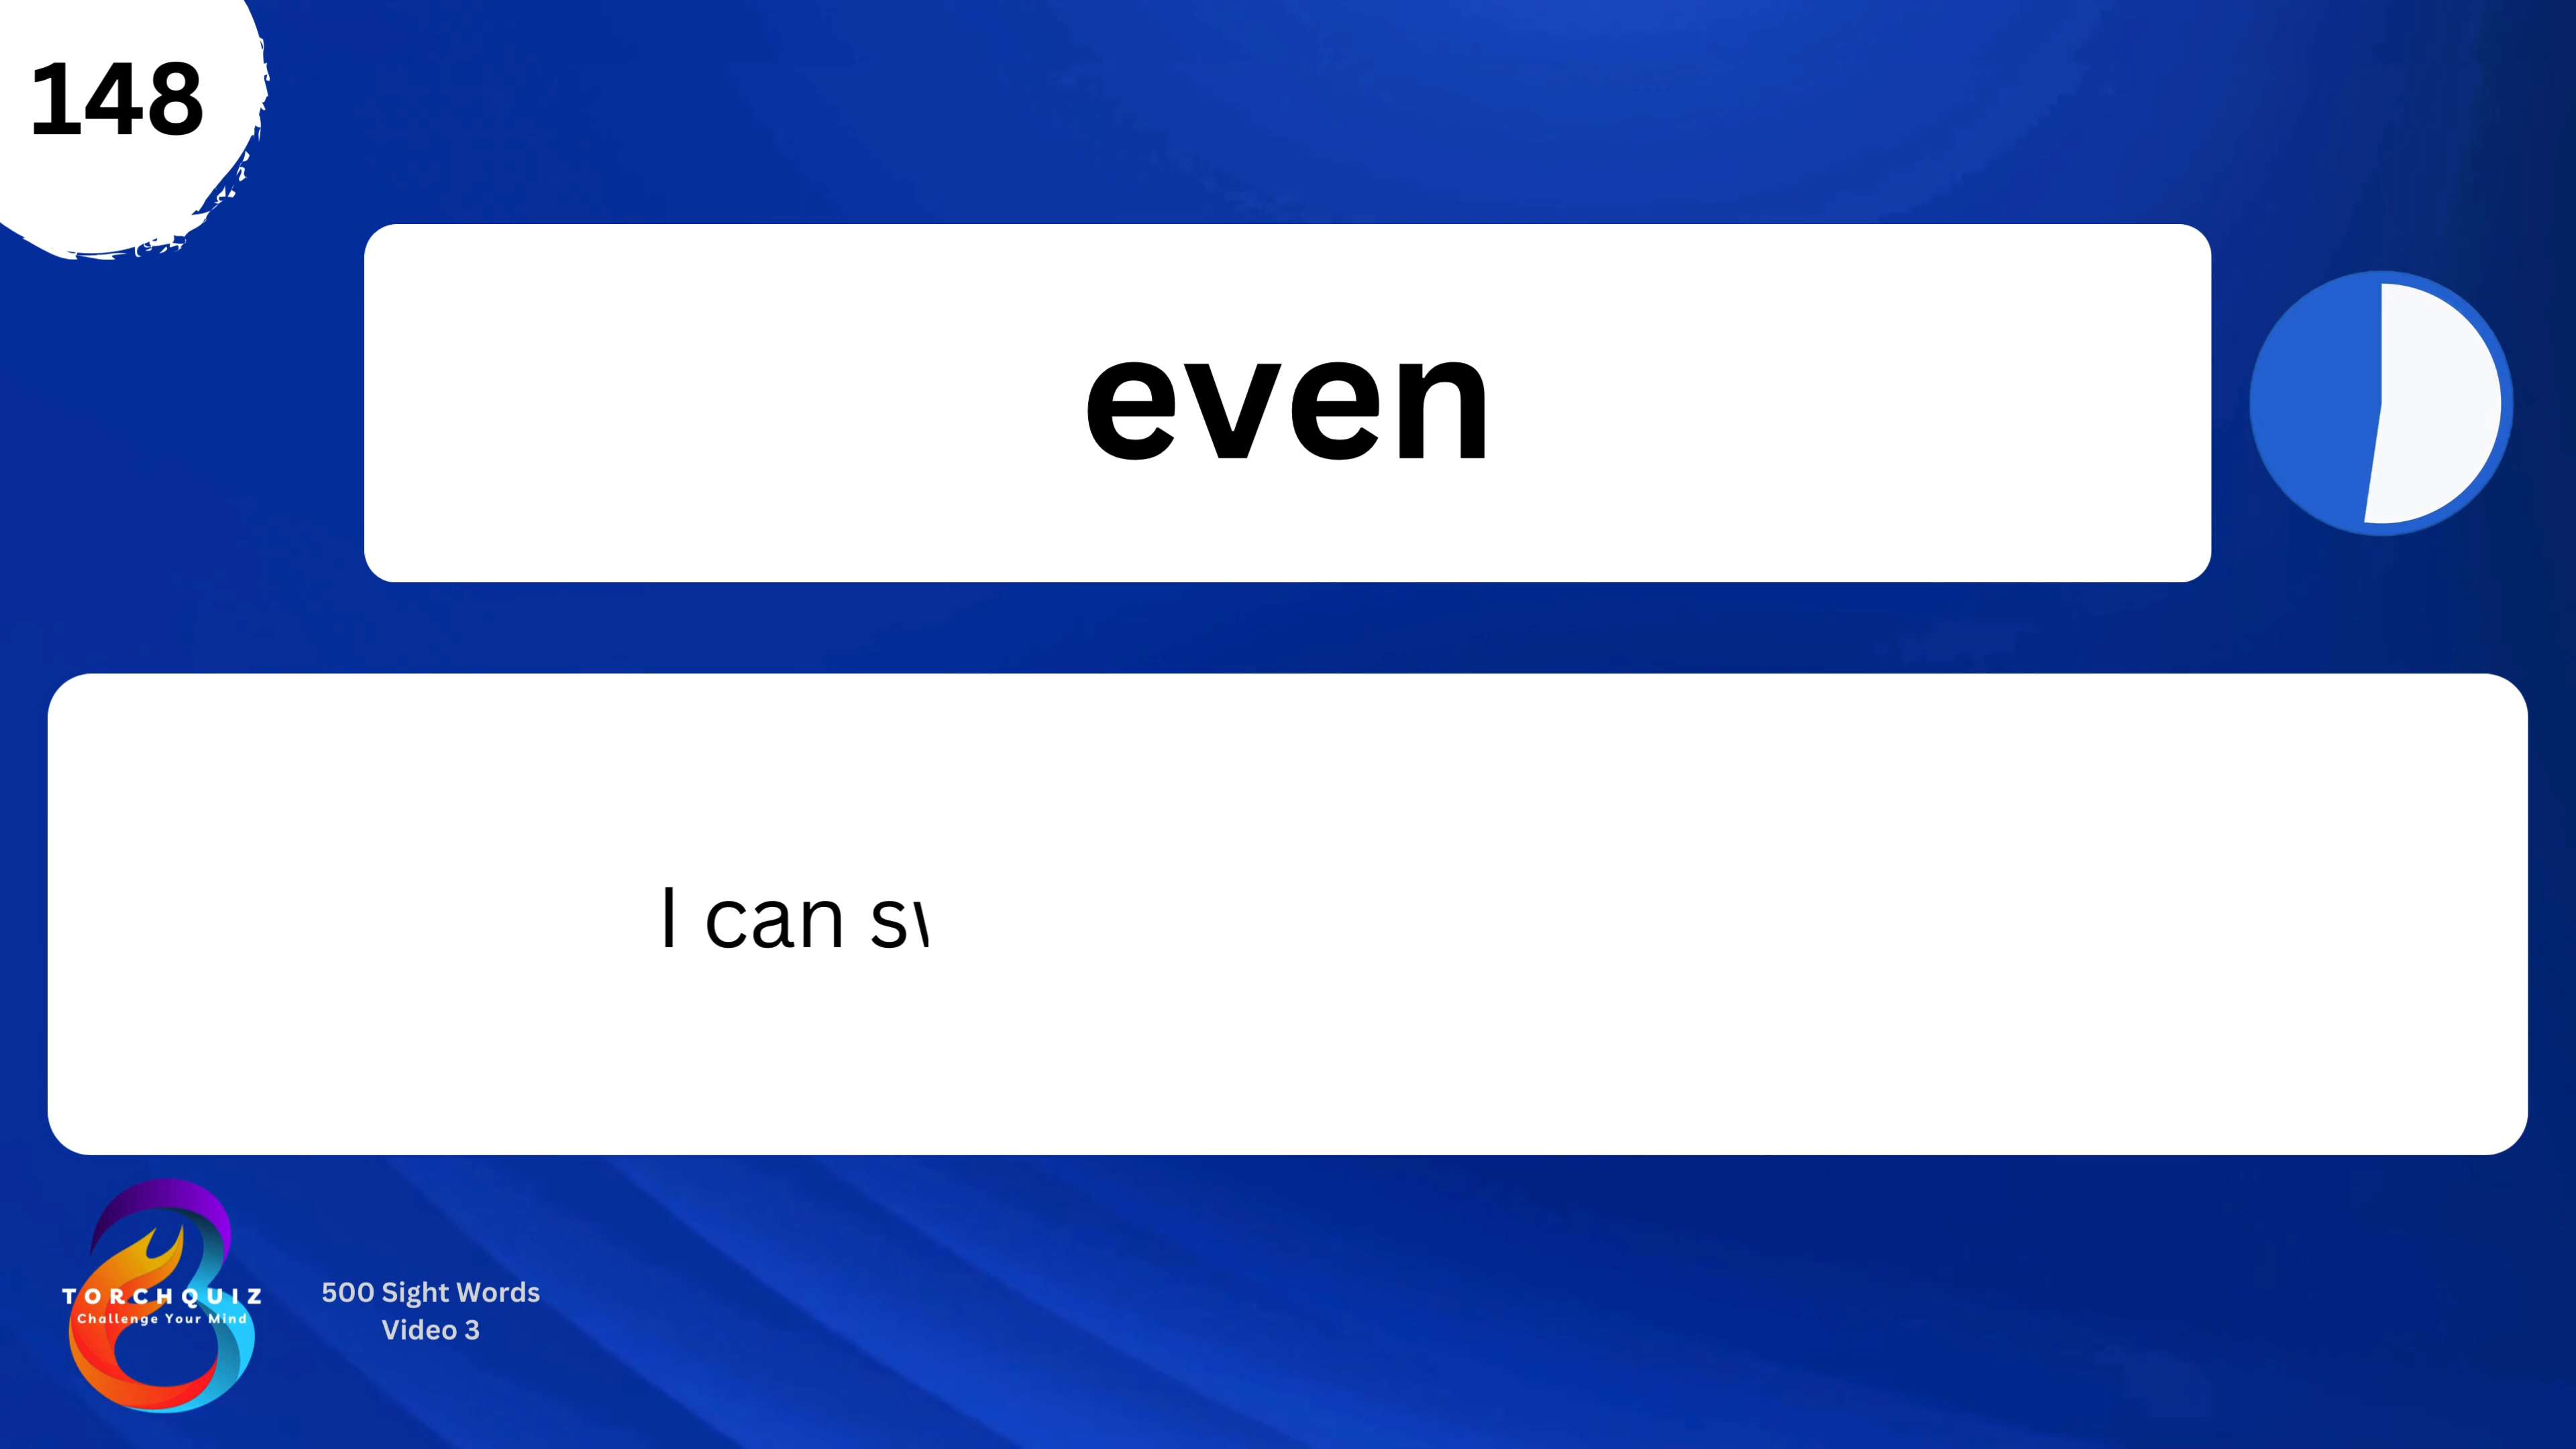 148
even
I can
TORCHQUIZ
Challenge Your Mind
500 Sight Words
Video 3